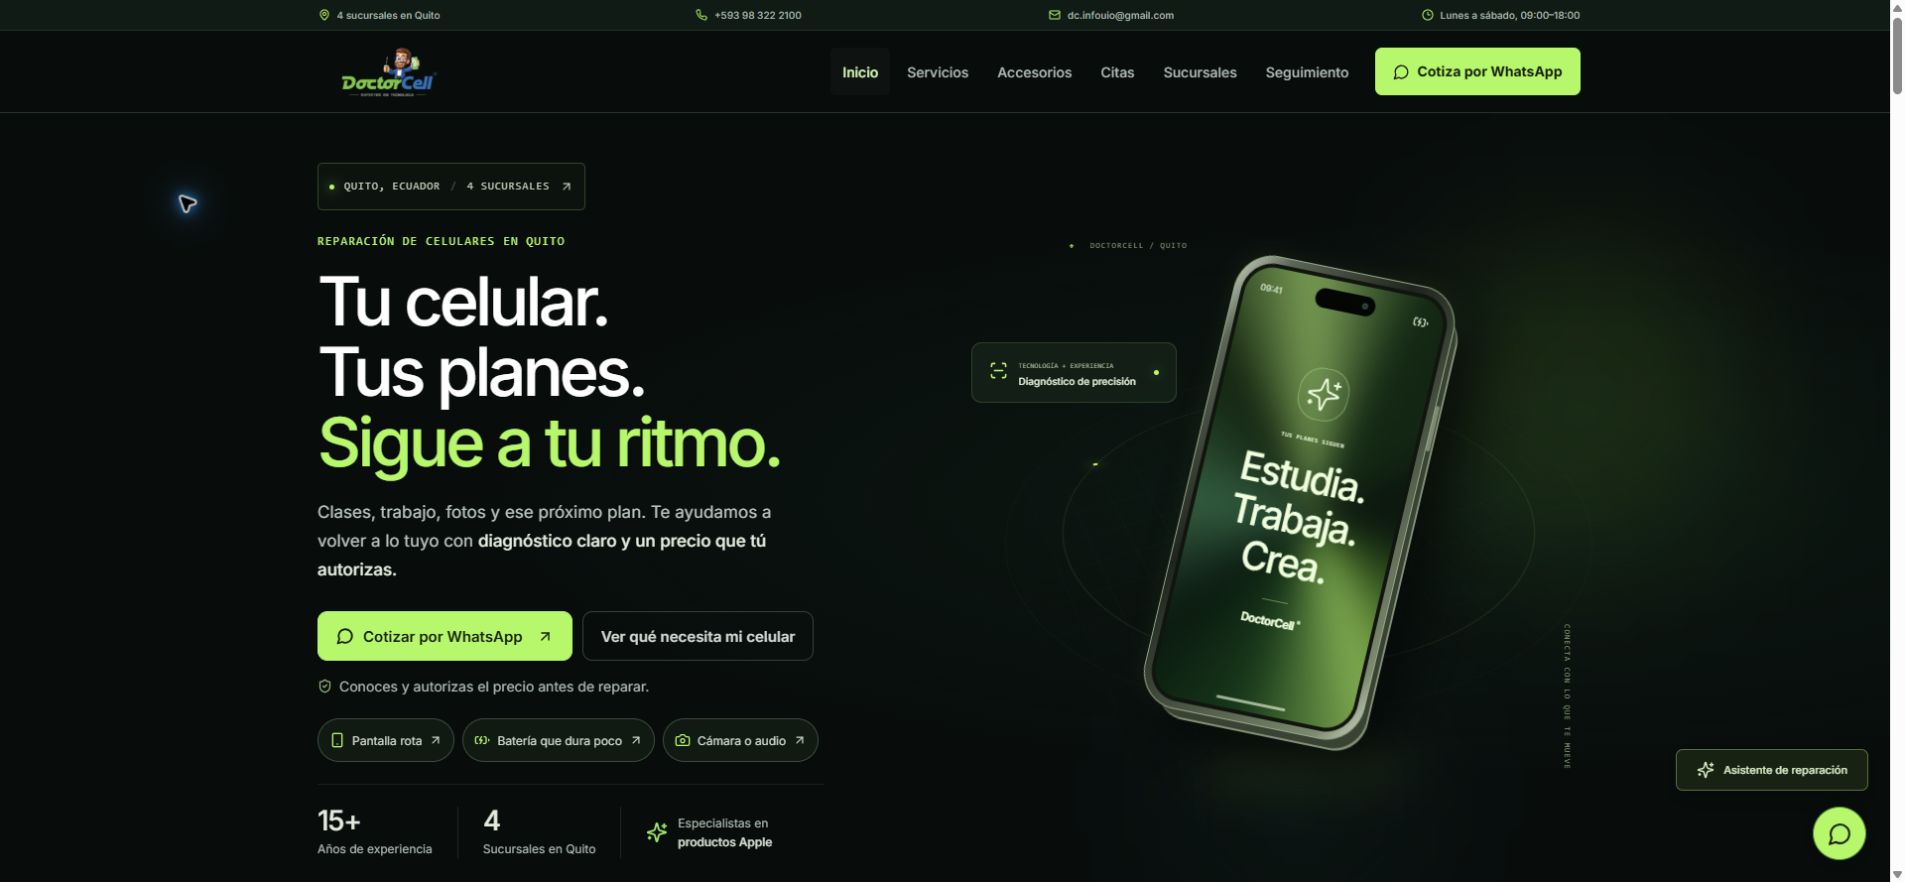 4 sucursales en Quito
+593 98 322 2100
dc.infouio@gmail.com
Lunes a sábado, 09:00–18:00
DoctorCell
EXPERTOS EN TECNOLOGÍA
Inicio
Servicios
Accesorios
Citas
Sucursales
Seguimiento
Cotiza por WhatsApp
QUITO, ECUADOR / 4 SUCURSALES
REPARACIÓN DE CELULARES EN QUITO
Tu celular.
Tus planes.
Sigue a tu ritmo.
Clases, trabajo, fotos y ese próximo plan. Te ayudamos a
volver a lo tuyo con diagnóstico claro y un precio que tú
autorizas.
Cotizar por WhatsApp
Ver qué necesita mi celular
Conoces y autorizas el precio antes de reparar.
Pantalla rota
Batería que dura poco
Cámara o audio
15+
Años de experiencia
4
Sucursales en Quito
Especialistas en
productos Apple
DOCTORCELL / QUITO
TECNOLOGÍA + EXPERIENCIA
Diagnóstico de precisión
09:41
TUS PLANES SIGUEN
Estudia.
Trabaja.
Crea.
DoctorCell
CONECTA CON LO QUE TE MUEVE
Asistente de reparación